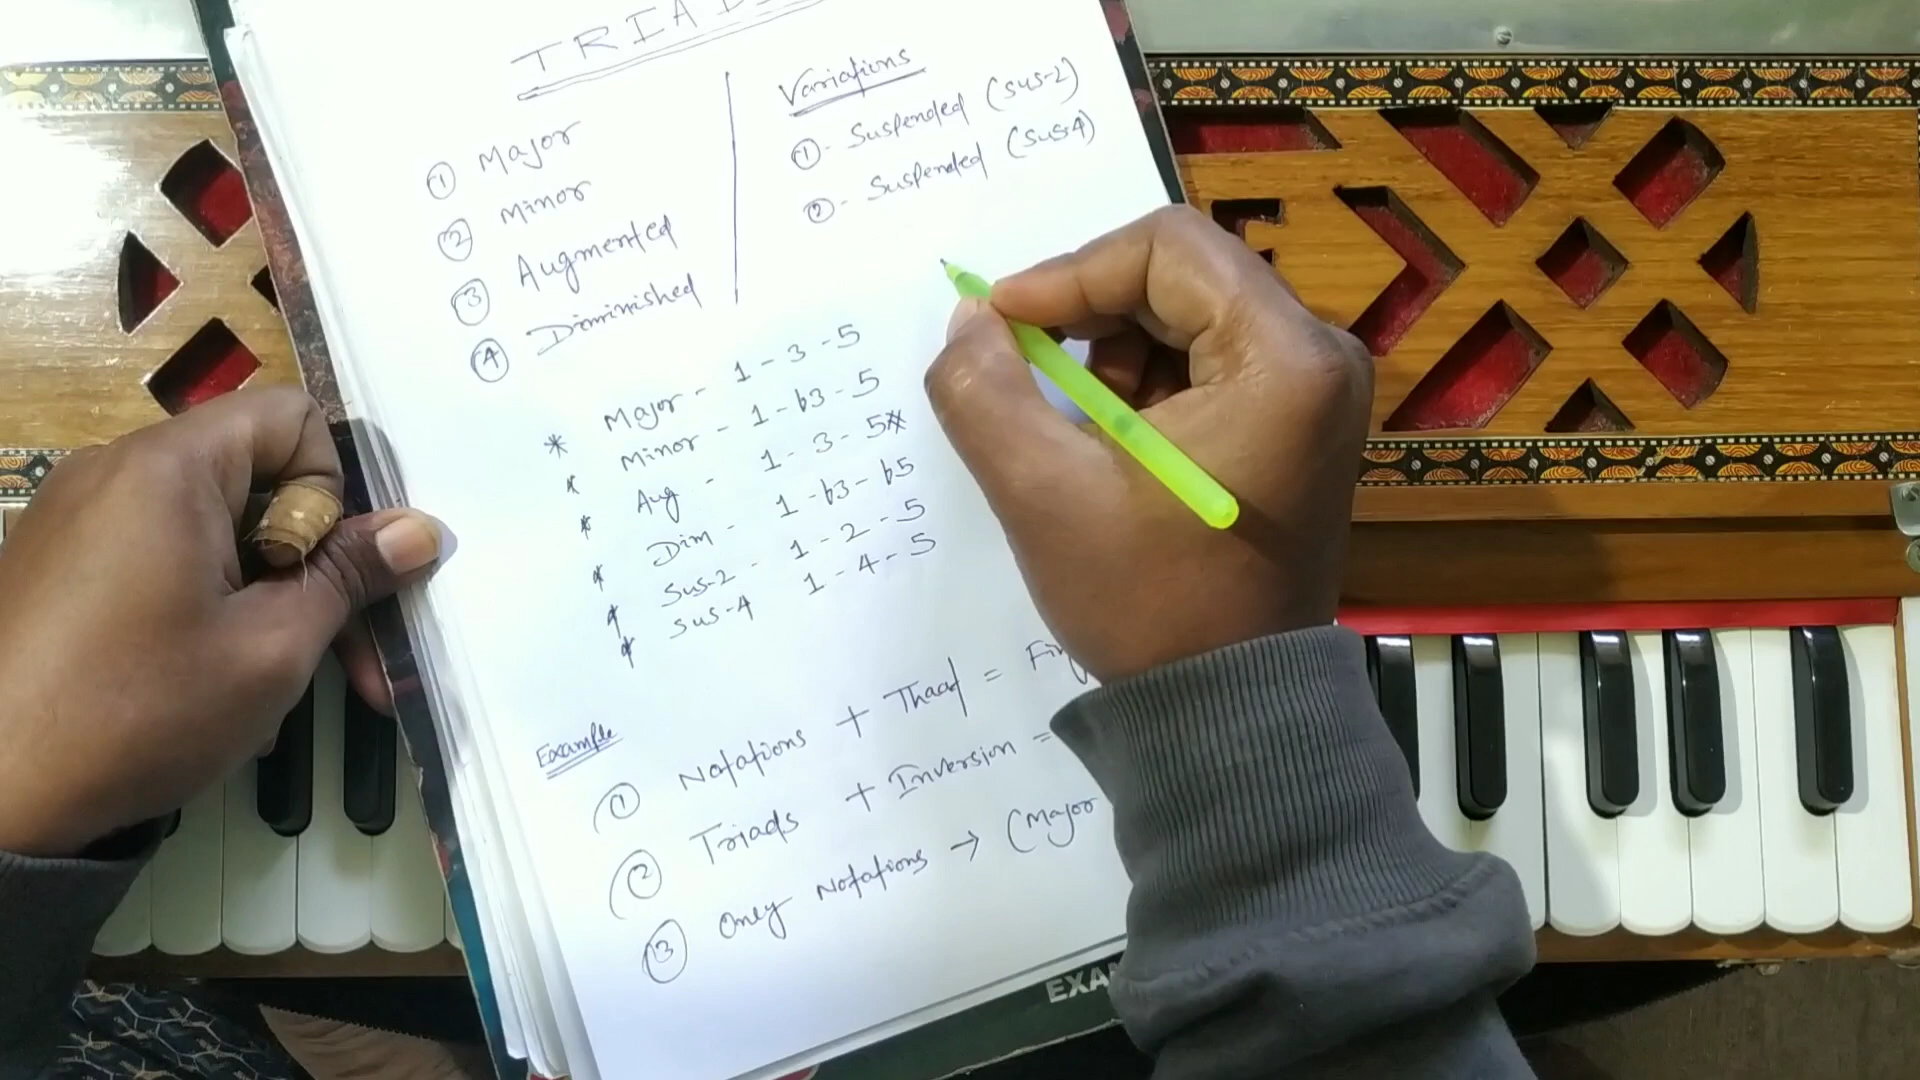 TRIAD
① Major
② Minor
③ Augmented
④ Diminished
Variations
①- Suspended (sus-2)
②- Suspended (sus4)
* Major - 1 - 3 - 5
* Minor - 1 - b3 - 5
* Aug - 1 - 3 - 5#
* Dim - 1 - b3 - b5
* Sus-2 - 1 - 2 - 5
* Sus-4 1 - 4 - 5
Example
① Notations + Thaat =
② Triads + Inversion =
③ Only Notations → (Major